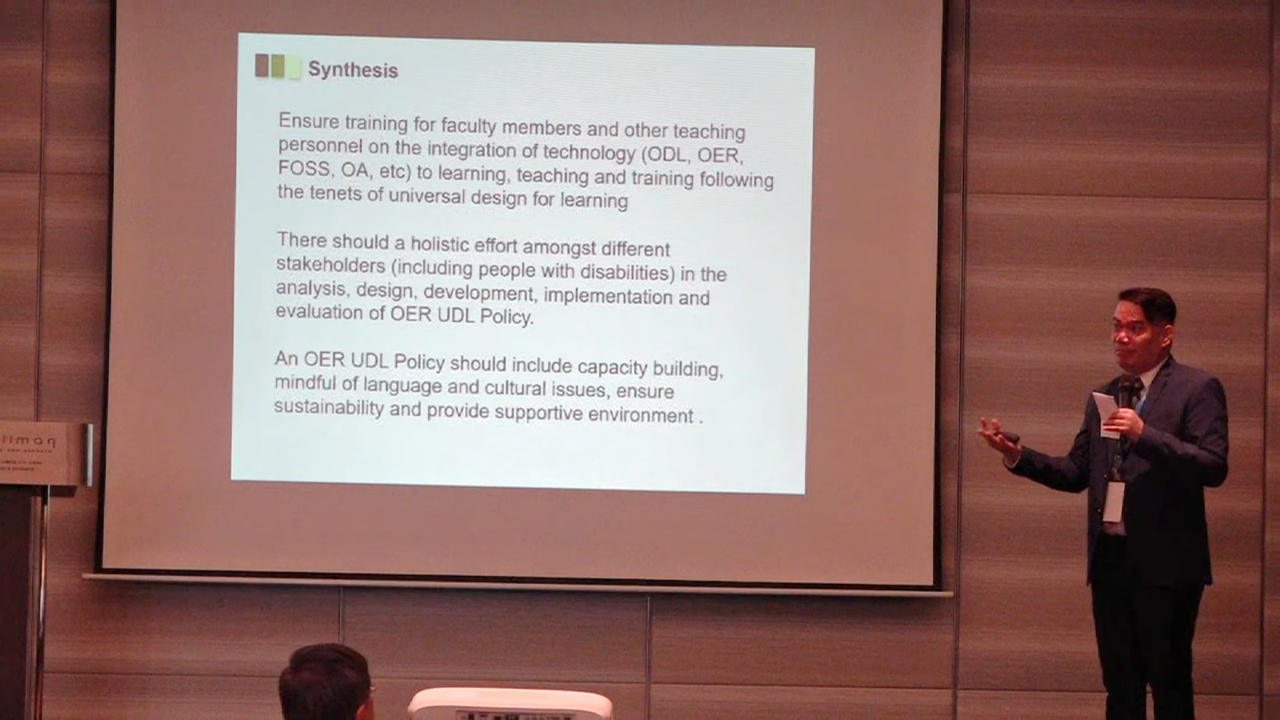 Synthesis
Ensure training for faculty members and other teaching
personnel on the integration of technology (ODL, OER,
FOSS, OA, etc) to learning, teaching and training following
the tenets of universal design for learning
There should a holistic effort amongst different
stakeholders (including people with disabilities) in the
analysis, design, development, implementation and
evaluation of OER UDL Policy.
An OER UDL Policy should include capacity building,
mindful of language and cultural issues, ensure
sustainability and provide supportive environment .